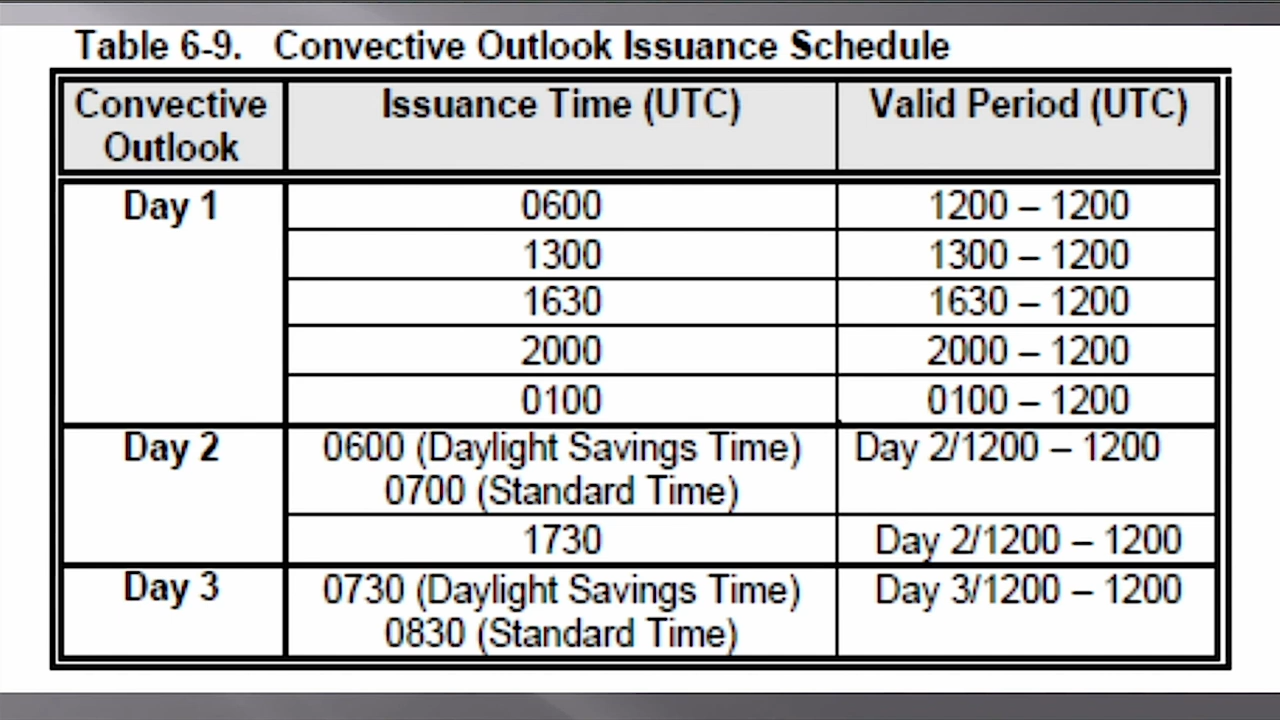 Table 6-9. Convective Outlook Issuance Schedule
Convective Outlook Issuance Time (UTC) Valid Period (UTC)
Day 1 0600 1200 – 1200
1300 1300 – 1200
1630 1630 – 1200
2000 2000 – 1200
0100 0100 – 1200
Day 2 0600 (Daylight Savings Time) Day 2/1200 – 1200
0700 (Standard Time)
1730 Day 2/1200 – 1200
Day 3 0730 (Daylight Savings Time) Day 3/1200 – 1200
0830 (Standard Time)